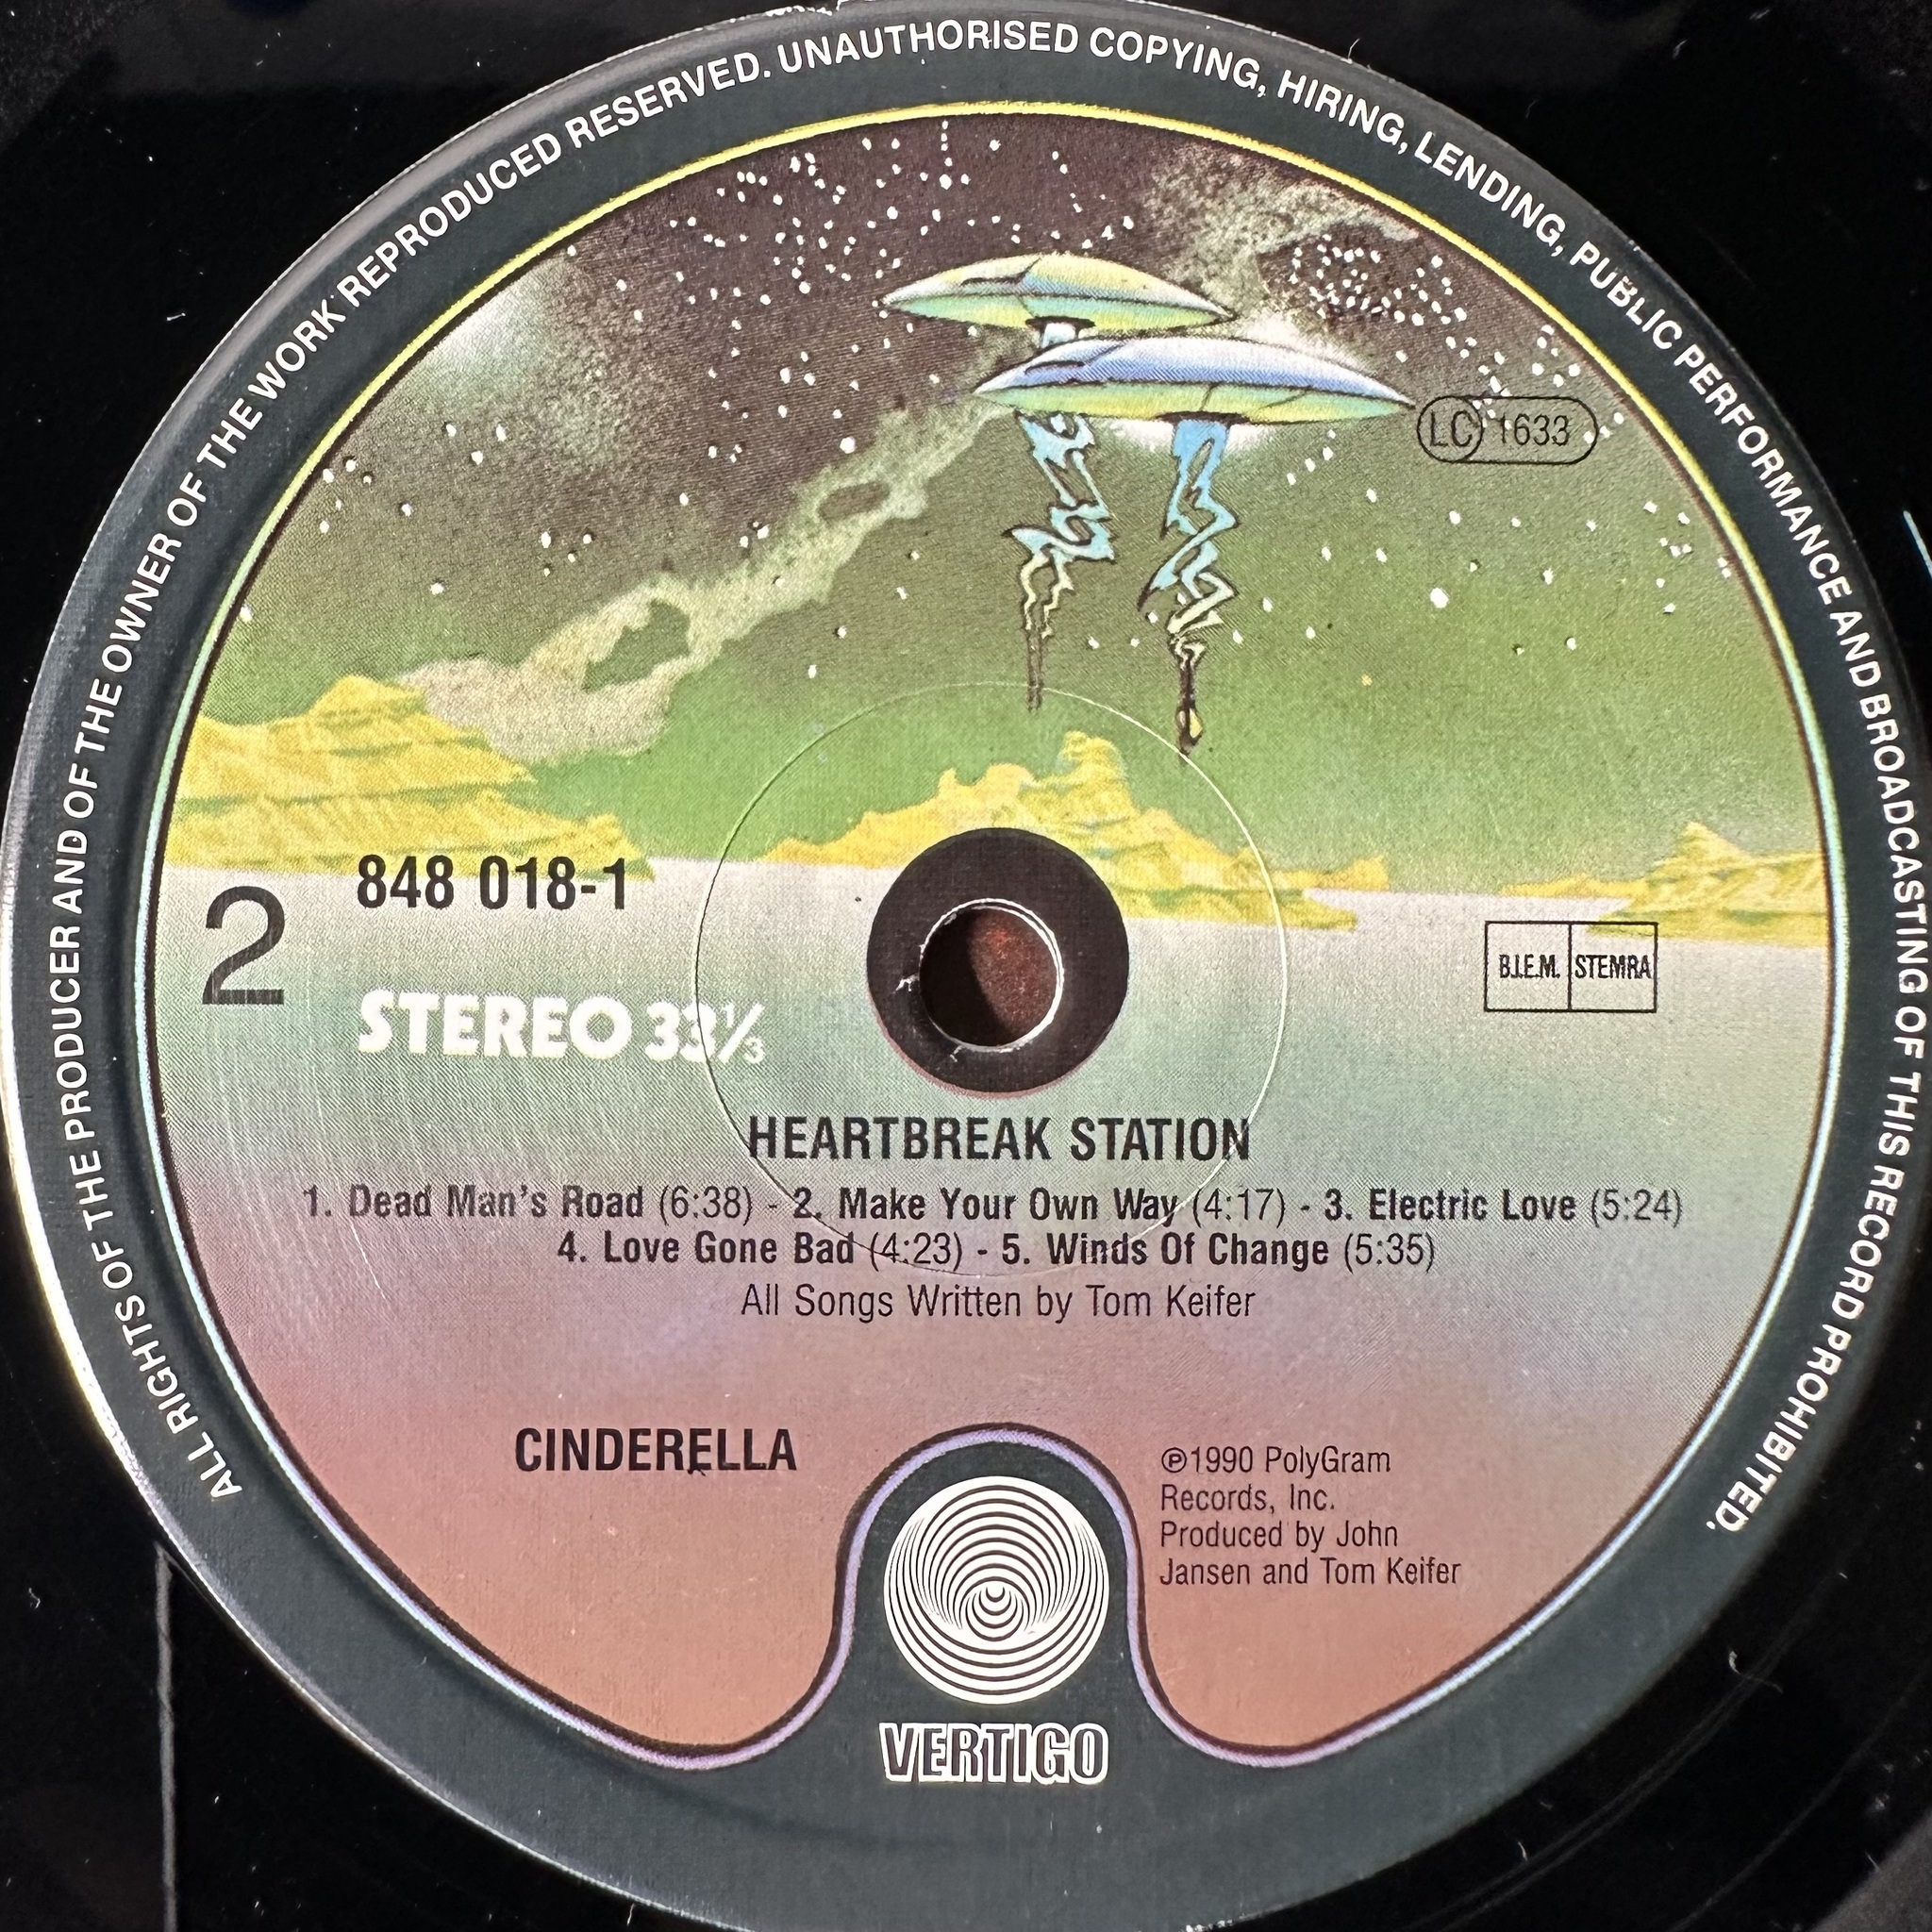 ALL RIGHTS OF THE PRODUCER AND OF THE OWNER OF THE WORK REPRODUCED RESERVED. UNAUTHORISED COPYING, HIRING, LENDING, PUBLIC PERFORMANCE AND BROADCASTING OF THIS RECORD PROHIBITED.
LC 1633
848 018-1
2
B.I.E.M. STEMRA
STEREO 33⅓
HEARTBREAK STATION
1. Dead Man's Road (6:38) - 2. Make Your Own Way (4:17) - 3. Electric Love (5:24)
4. Love Gone Bad (4:23) - 5. Winds Of Change (5:35)
All Songs Written by Tom Keifer
CINDERELLA
℗1990 PolyGram
Records, Inc.
Produced by John
Jansen and Tom Keifer
VERTIGO